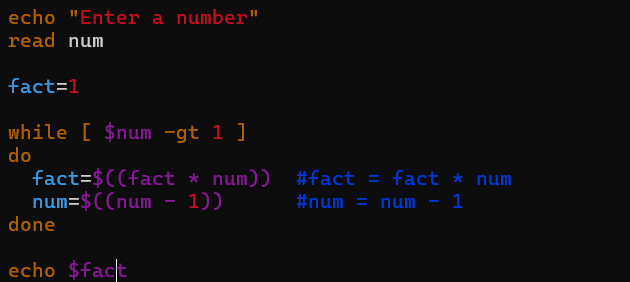 echo "Enter a number"
read num
fact=1
while [ $num -gt 1 ]
do
fact=$((fact * num)) #fact = fact * num
num=$((num - 1)) #num = num - 1
done
echo $fact